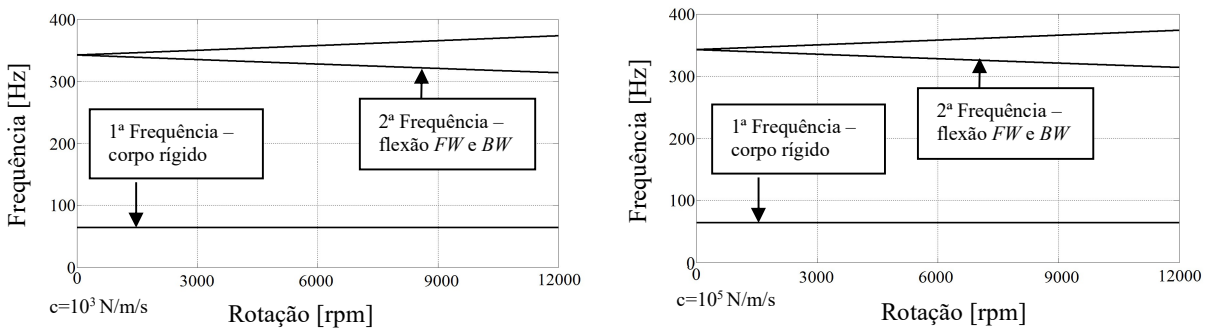 Frequência [Hz]
400
300
200
100
0
1ª Frequência –
corpo rígido
2ª Frequência –
flexão FW e BW
0
3000
6000
9000
12000
c=10³ N/m/s
Rotação [rpm]
Frequência [Hz]
400
300
200
100
0
1ª Frequência –
corpo rígido
2ª Frequência –
flexão FW e BW
0
3000
6000
9000
12000
c=10⁵ N/m/s
Rotação [rpm]